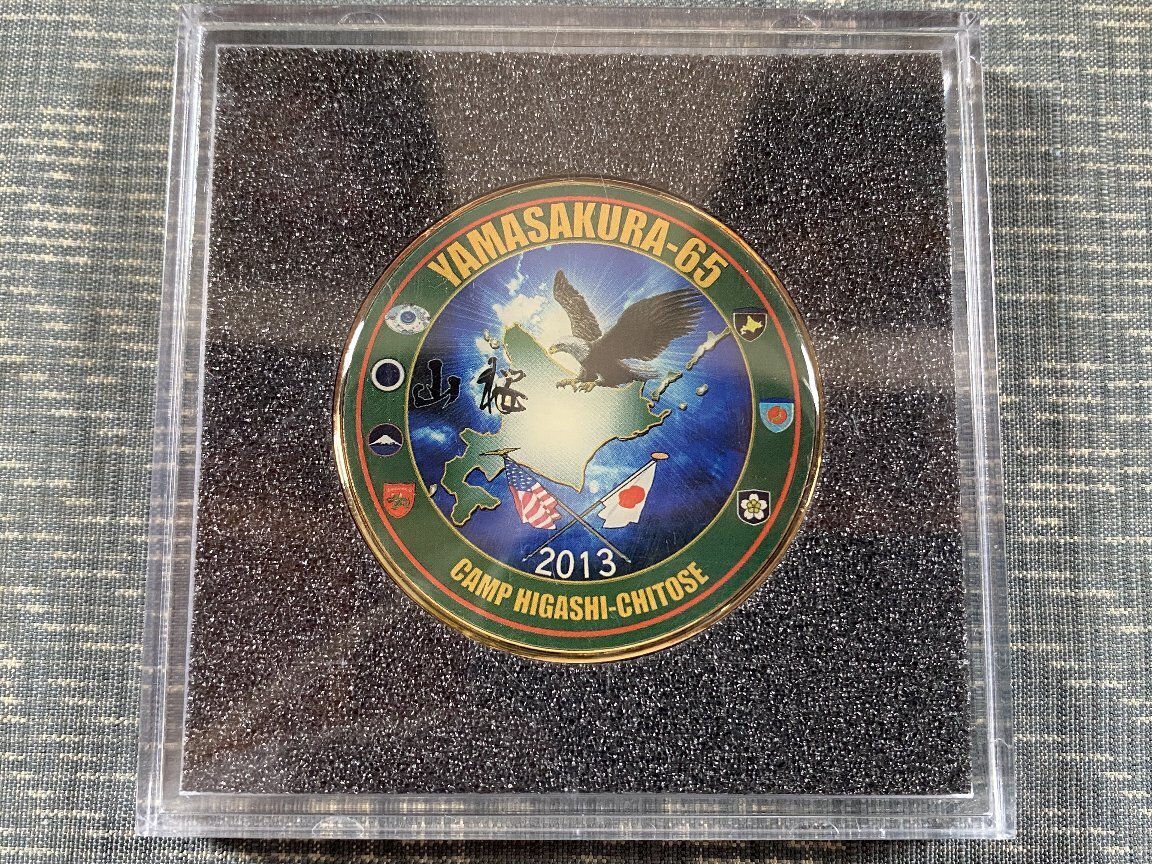 YAMASAKURA-65
山桜
2013
CAMP HIGASHI-CHITOSE